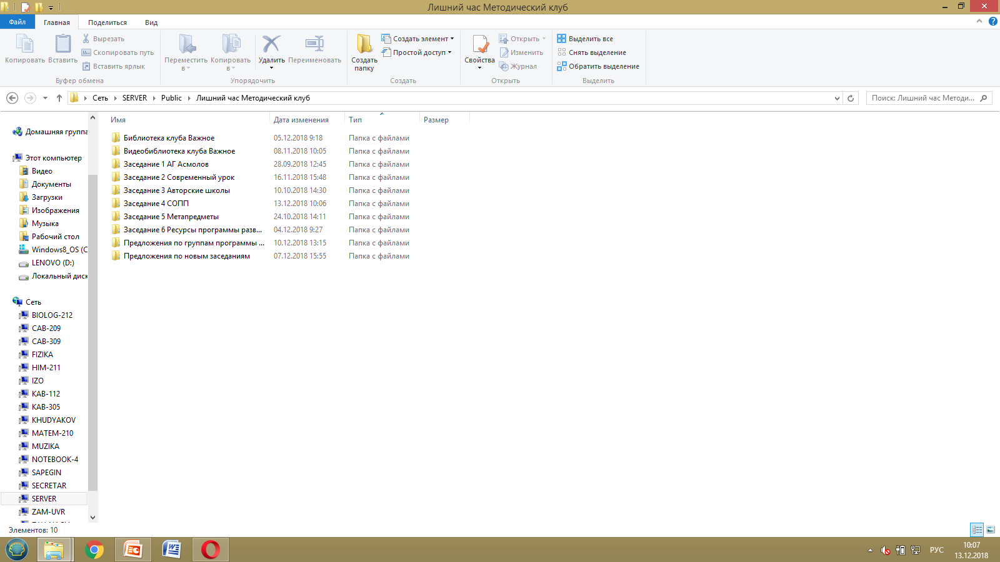 Лишний час Методический клуб
Файл Главная Поделиться Вид
Копировать
Вставить
Вырезать
Скопировать путь
Вставить ярлык
Буфер обмена
Переместить в
Копировать в
Удалить
Переименовать
Упорядочить
Создать папку
Создать элемент
Простой доступ
Создать
Свойства
Открыть
Изменить
Журнал
Открыть
Выделить все
Снять выделение
Обратить выделение
Выделить
Сеть SERVER Public Лишний час Методический клуб
Поиск: Лишний час Методи...
Домашняя группа
Этот компьютер
Видео
Документы
Загрузки
Изображения
Музыка
Рабочий стол
Windows8_OS (C
LENOVO (D:)
Локальный диск
Сеть
BIOLOG-212
CAB-209
CAB-309
FIZIKA
HIM-211
IZO
KAB-112
KAB-305
KHUDYAKOV
MATEM-210
MUZIKA
NOTEBOOK-4
SAPEGIN
SECRETAR
SERVER
ZAM-UVR
Имя Дата изменения Тип Размер
Библиотека клуба Важное 05.12.2018 9:18 Папка с файлами
Видеобиблиотека клуба Важное 08.11.2018 10:05 Папка с файлами
Заседание 1 АГ Асмолов 28.09.2018 12:45 Папка с файлами
Заседание 2 Современный урок 16.11.2018 15:48 Папка с файлами
Заседание 3 Авторские школы 10.10.2018 14:30 Папка с файлами
Заседание 4 СОПП 13.12.2018 10:06 Папка с файлами
Заседание 5 Метапредметы 24.10.2018 14:11 Папка с файлами
Заседание 6 Ресурсы программы разв... 04.12.2018 9:27 Папка с файлами
Предложения по группам программы ... 10.12.2018 13:15 Папка с файлами
Предложения по новым заседаниям 07.12.2018 15:55 Папка с файлами
Элементов: 10
РУС
10:07
13.12.2018